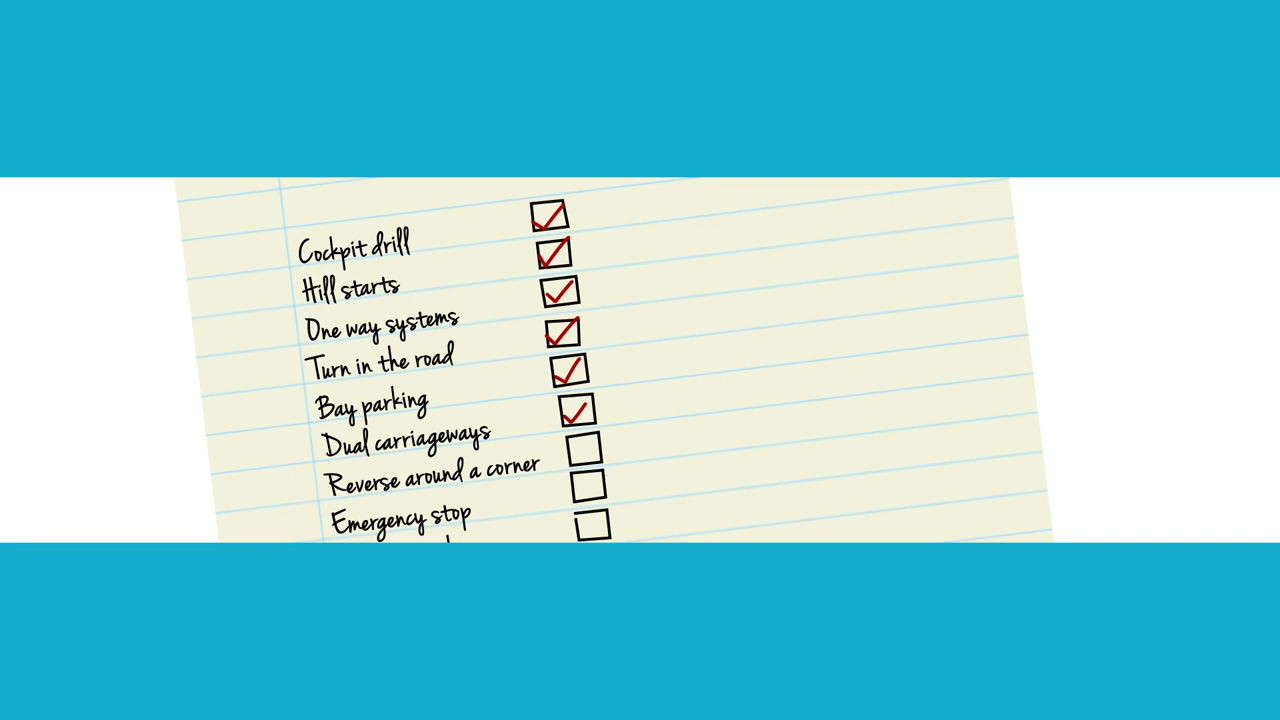 Cockpit drill
Hill starts
One way systems
Turn in the road
Bay parking
Dual carriageways
Reverse around a corner
Emergency stop